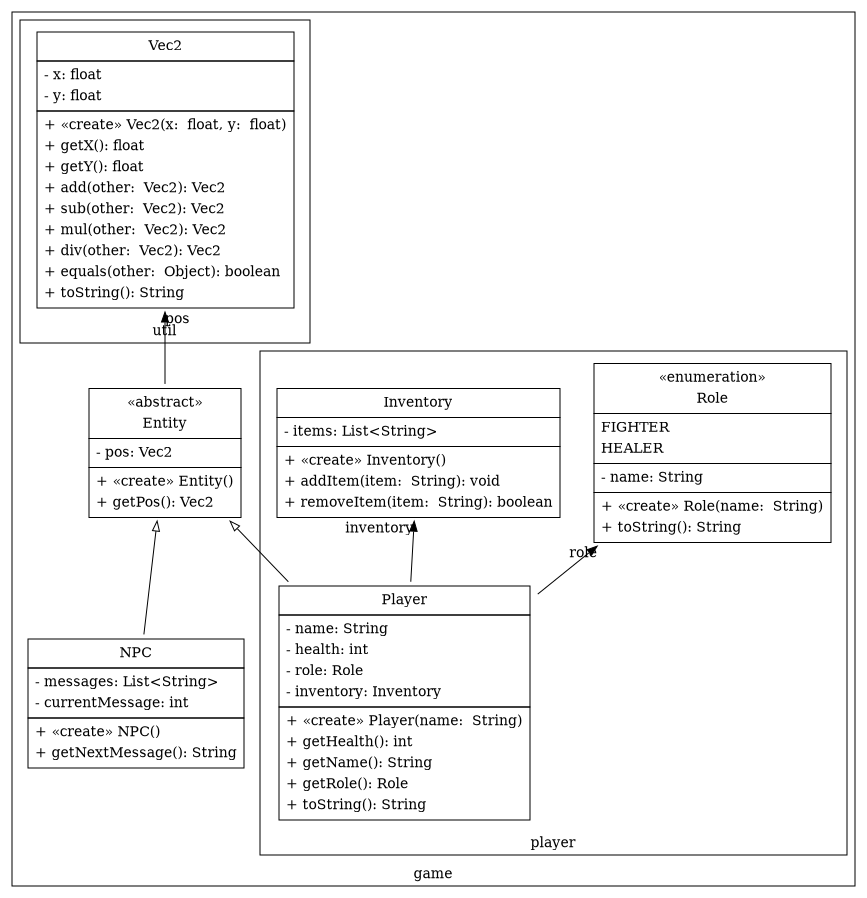 Vec2
- x: float
- y: float
+ «create» Vec2(x:  float, y:  float)
+ getX(): float
+ getY(): float
+ add(other:  Vec2): Vec2
+ sub(other:  Vec2): Vec2
+ mul(other:  Vec2): Vec2
+ div(other:  Vec2): Vec2
+ equals(other:  Object): boolean
+ toString(): String
pos
util
«abstract»
Entity
- pos: Vec2
+ «create» Entity()
+ getPos(): Vec2
Inventory
- items: List<String>
+ «create» Inventory()
+ addItem(item:  String): void
+ removeItem(item:  String): boolean
inventory
«enumeration»
Role
FIGHTER
HEALER
- name: String
+ «create» Role(name:  String)
+ toString(): String
role
NPC
- messages: List<String>
- currentMessage: int
+ «create» NPC()
+ getNextMessage(): String
Player
- name: String
- health: int
- role: Role
- inventory: Inventory
+ «create» Player(name:  String)
+ getHealth(): int
+ getName(): String
+ getRole(): Role
+ toString(): String
player
game